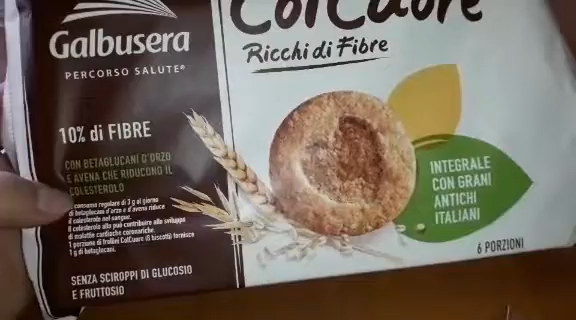 Galbusera
PERCORSO SALUTE®
ColCuore
Ricchi di Fibre
10% di FIBRE
CON BETAGLUCANI D'ORZO
E AVENA CHE RIDUCONO IL
COLESTEROLO
consumo regolare di 3 g al giorno
di betaglucani d'orzo e d'avena riduce
il colesterolo nel sangue.
Il colesterolo alto può contribuire allo sviluppo
di malattie cardiache coronariche.
1 porzione di frollini ColCuore (6 biscotti) fornisce
1 g di betaglucani.
SENZA SCIROPPI DI GLUCOSIO
E FRUTTOSIO
INTEGRALE
CON GRANI
ANTICHI
ITALIANI
6 PORZIONI